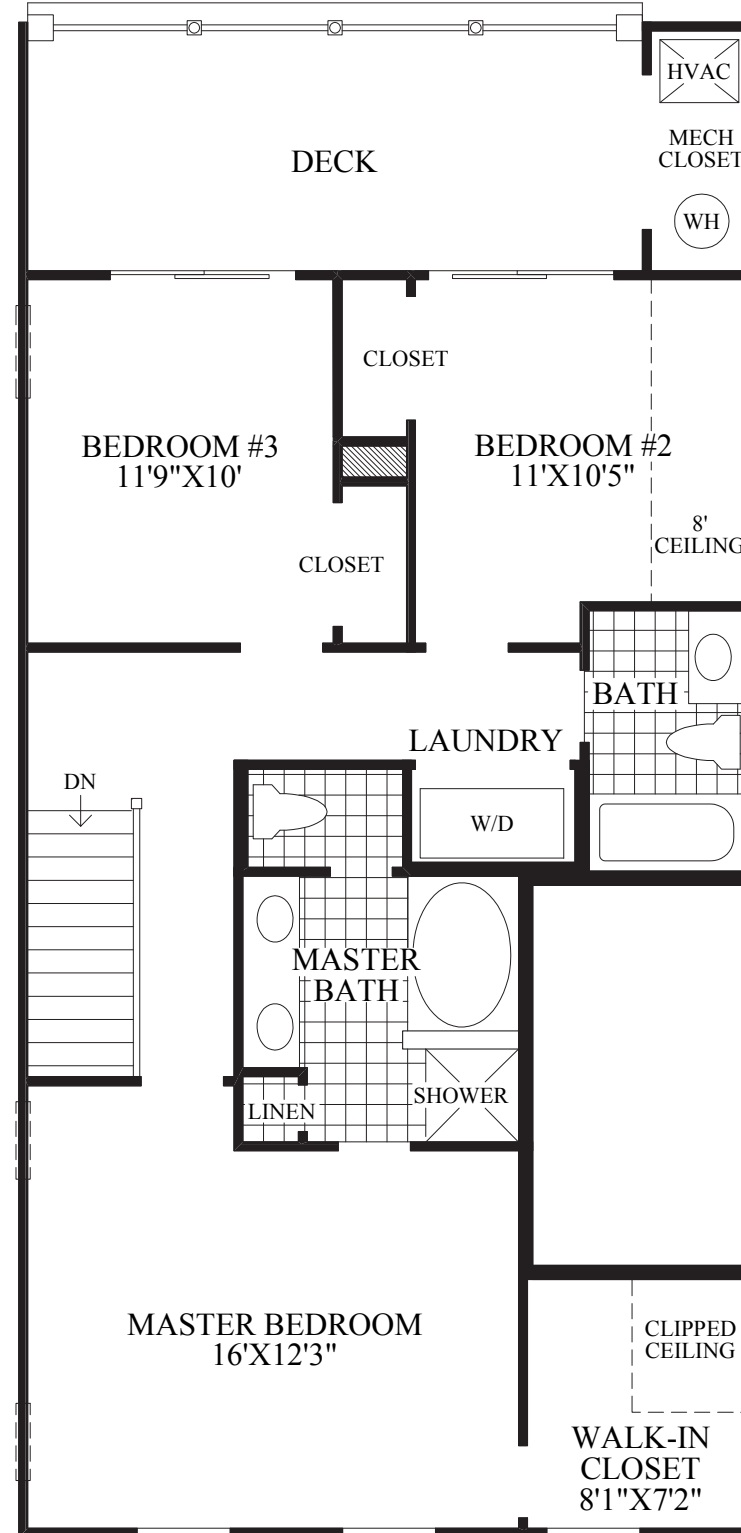 HVAC
MECH
CLOSET
DECK
WH
CLOSET
BEDROOM #3
11'9"X10'
BEDROOM #2
11'X10'5"
8'
CEILING
CLOSET
BATH
LAUNDRY
DN
W/D
MASTER
BATH
SHOWER
LINEN
MASTER BEDROOM
16'X12'3"
CLIPPED
CEILING
WALK-IN
CLOSET
8'1"X7'2"